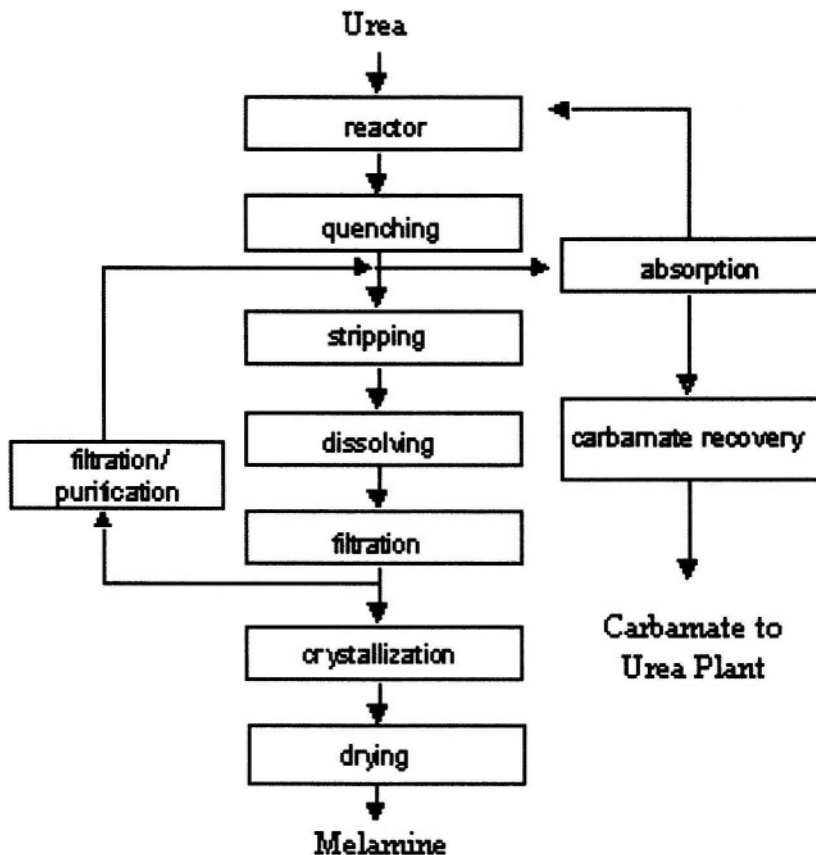 Urea
reactor
quenching
absorption
stripping
dissolving
carbamate recovery
filtration/
purification
filtration
crystallization
Carbamate to
Urea Plant
drying
Melamine